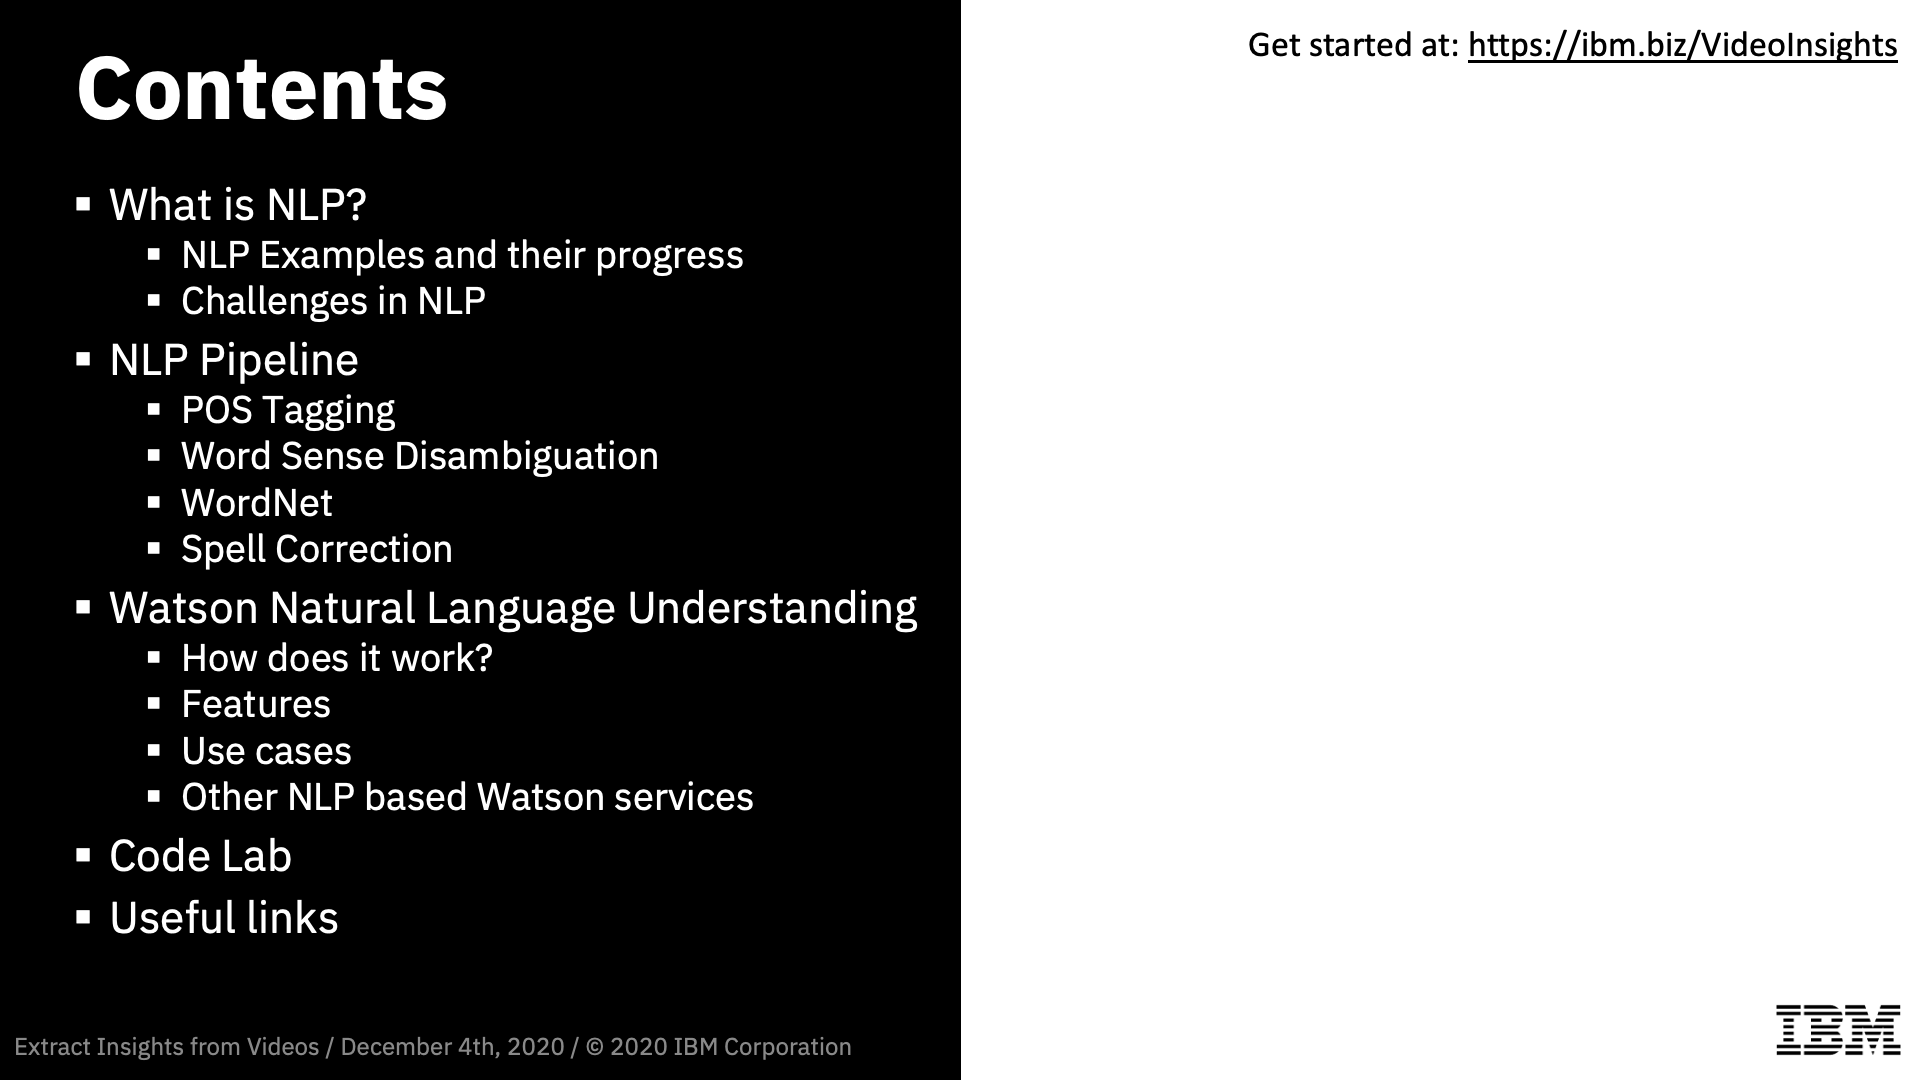 Contents
▪ What is NLP?
▪ NLP Examples and their progress
▪ Challenges in NLP
▪ NLP Pipeline
▪ POS Tagging
▪ Word Sense Disambiguation
▪ WordNet
▪ Spell Correction
▪ Watson Natural Language Understanding
▪ How does it work?
▪ Features
▪ Use cases
▪ Other NLP based Watson services
▪ Code Lab
▪ Useful links
Extract Insights from Videos / December 4th, 2020 / © 2020 IBM Corporation
Get started at: https://ibm.biz/VideoInsights
IBM